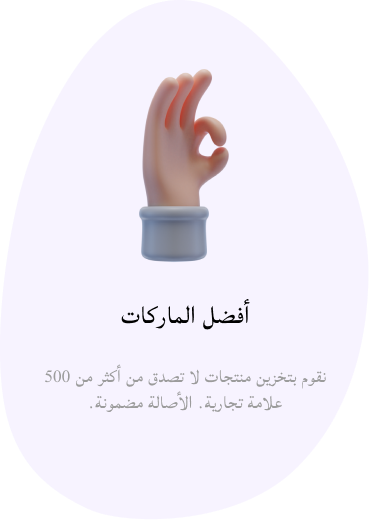 أفضل الماركات
نقوم بتخزين منتجات لا تصدق من أكثر من 500
علامة تجارية. الأصالة مضمونة.